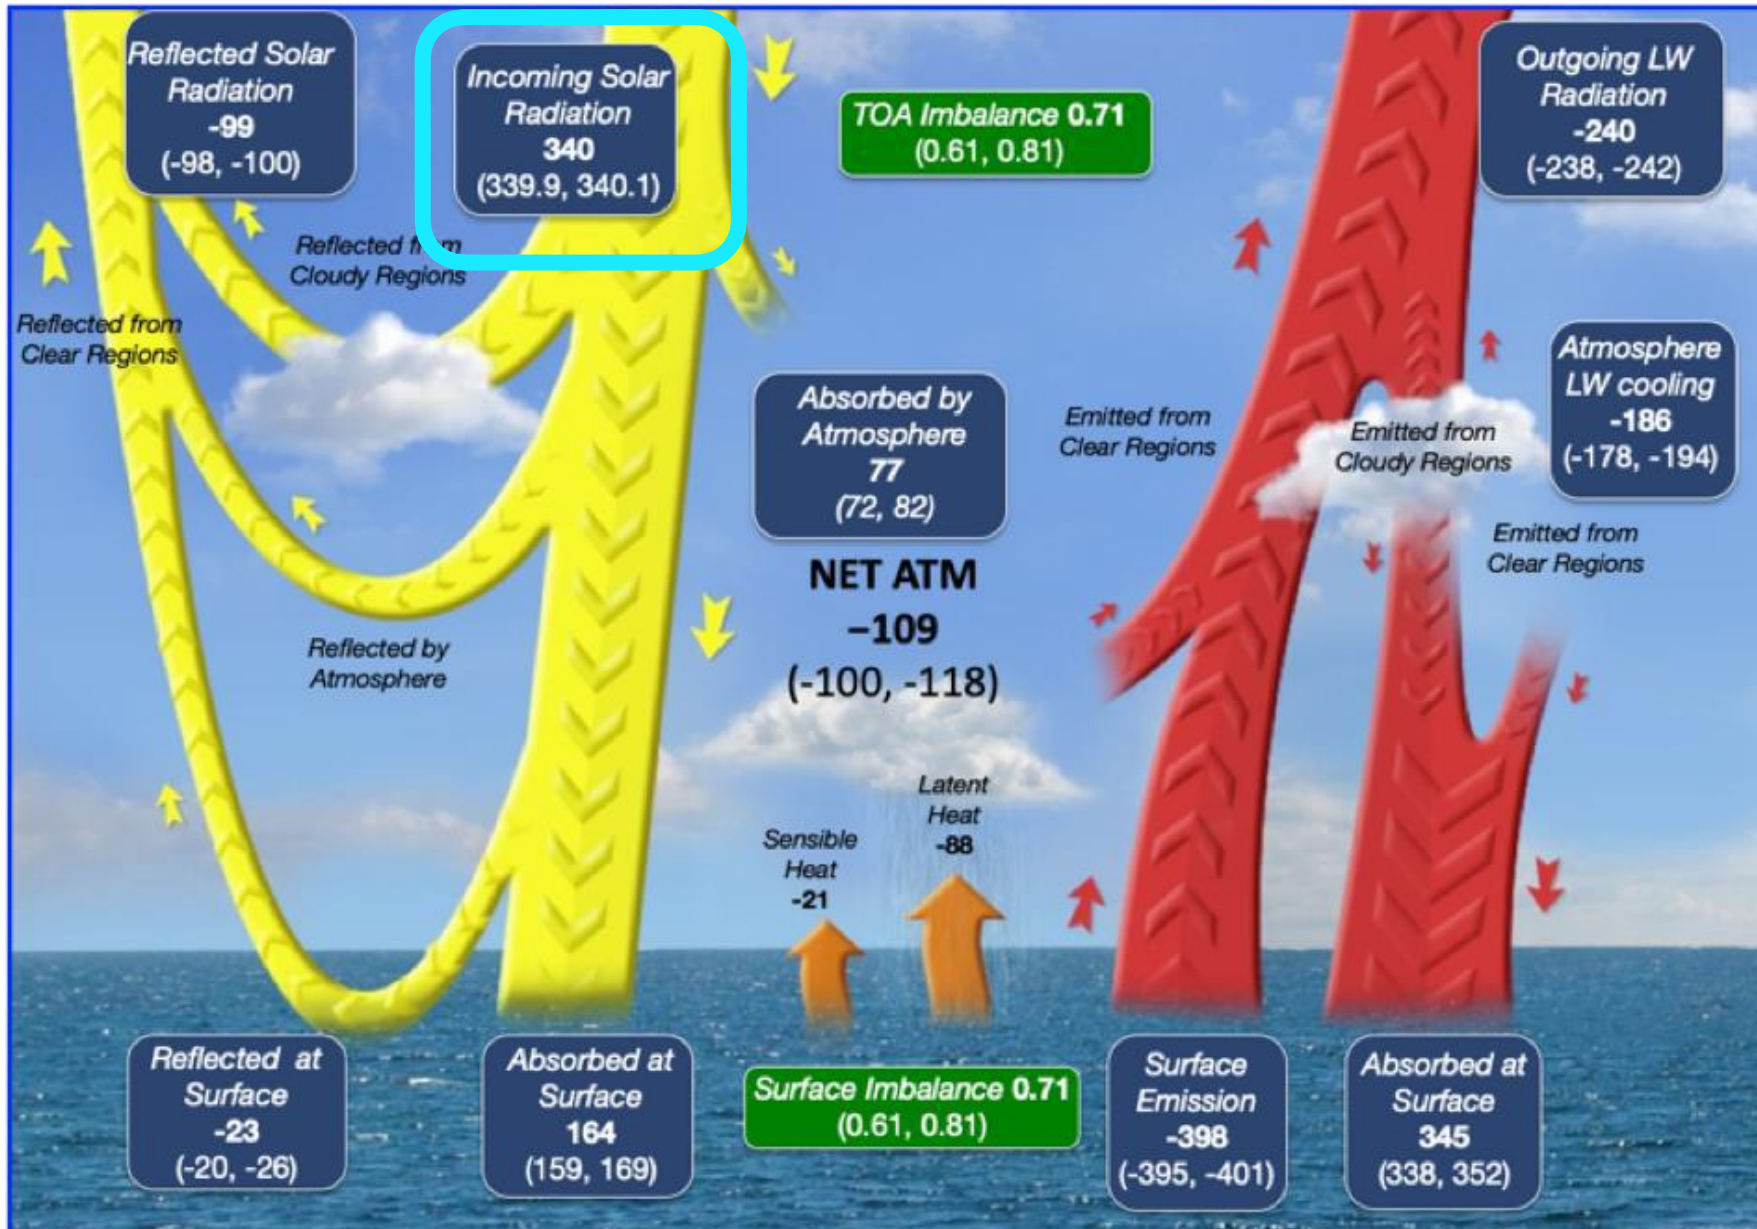 Reflected Solar
Radiation
-99
(-98, -100)
Incoming Solar
Radiation
340
(339.9, 340.1)
TOA Imbalance 0.71
(0.61, 0.81)
Outgoing LW
Radiation
-240
(-238, -242)
Reflected from
Cloudy Regions
Reflected from
Clear Regions
Absorbed by
Atmosphere
77
(72, 82)
NET ATM
–109
(-100, -118)
Emitted from
Clear Regions
Emitted from
Cloudy Regions
Atmosphere
LW cooling
-186
(-178, -194)
Emitted from
Clear Regions
Reflected by
Atmosphere
Sensible
Heat
-21
Latent
Heat
-88
Reflected at
Surface
-23
(-20, -26)
Absorbed at
Surface
164
(159, 169)
Surface Imbalance 0.71
(0.61, 0.81)
Surface
Emission
-398
(-395, -401)
Absorbed at
Surface
345
(338, 352)